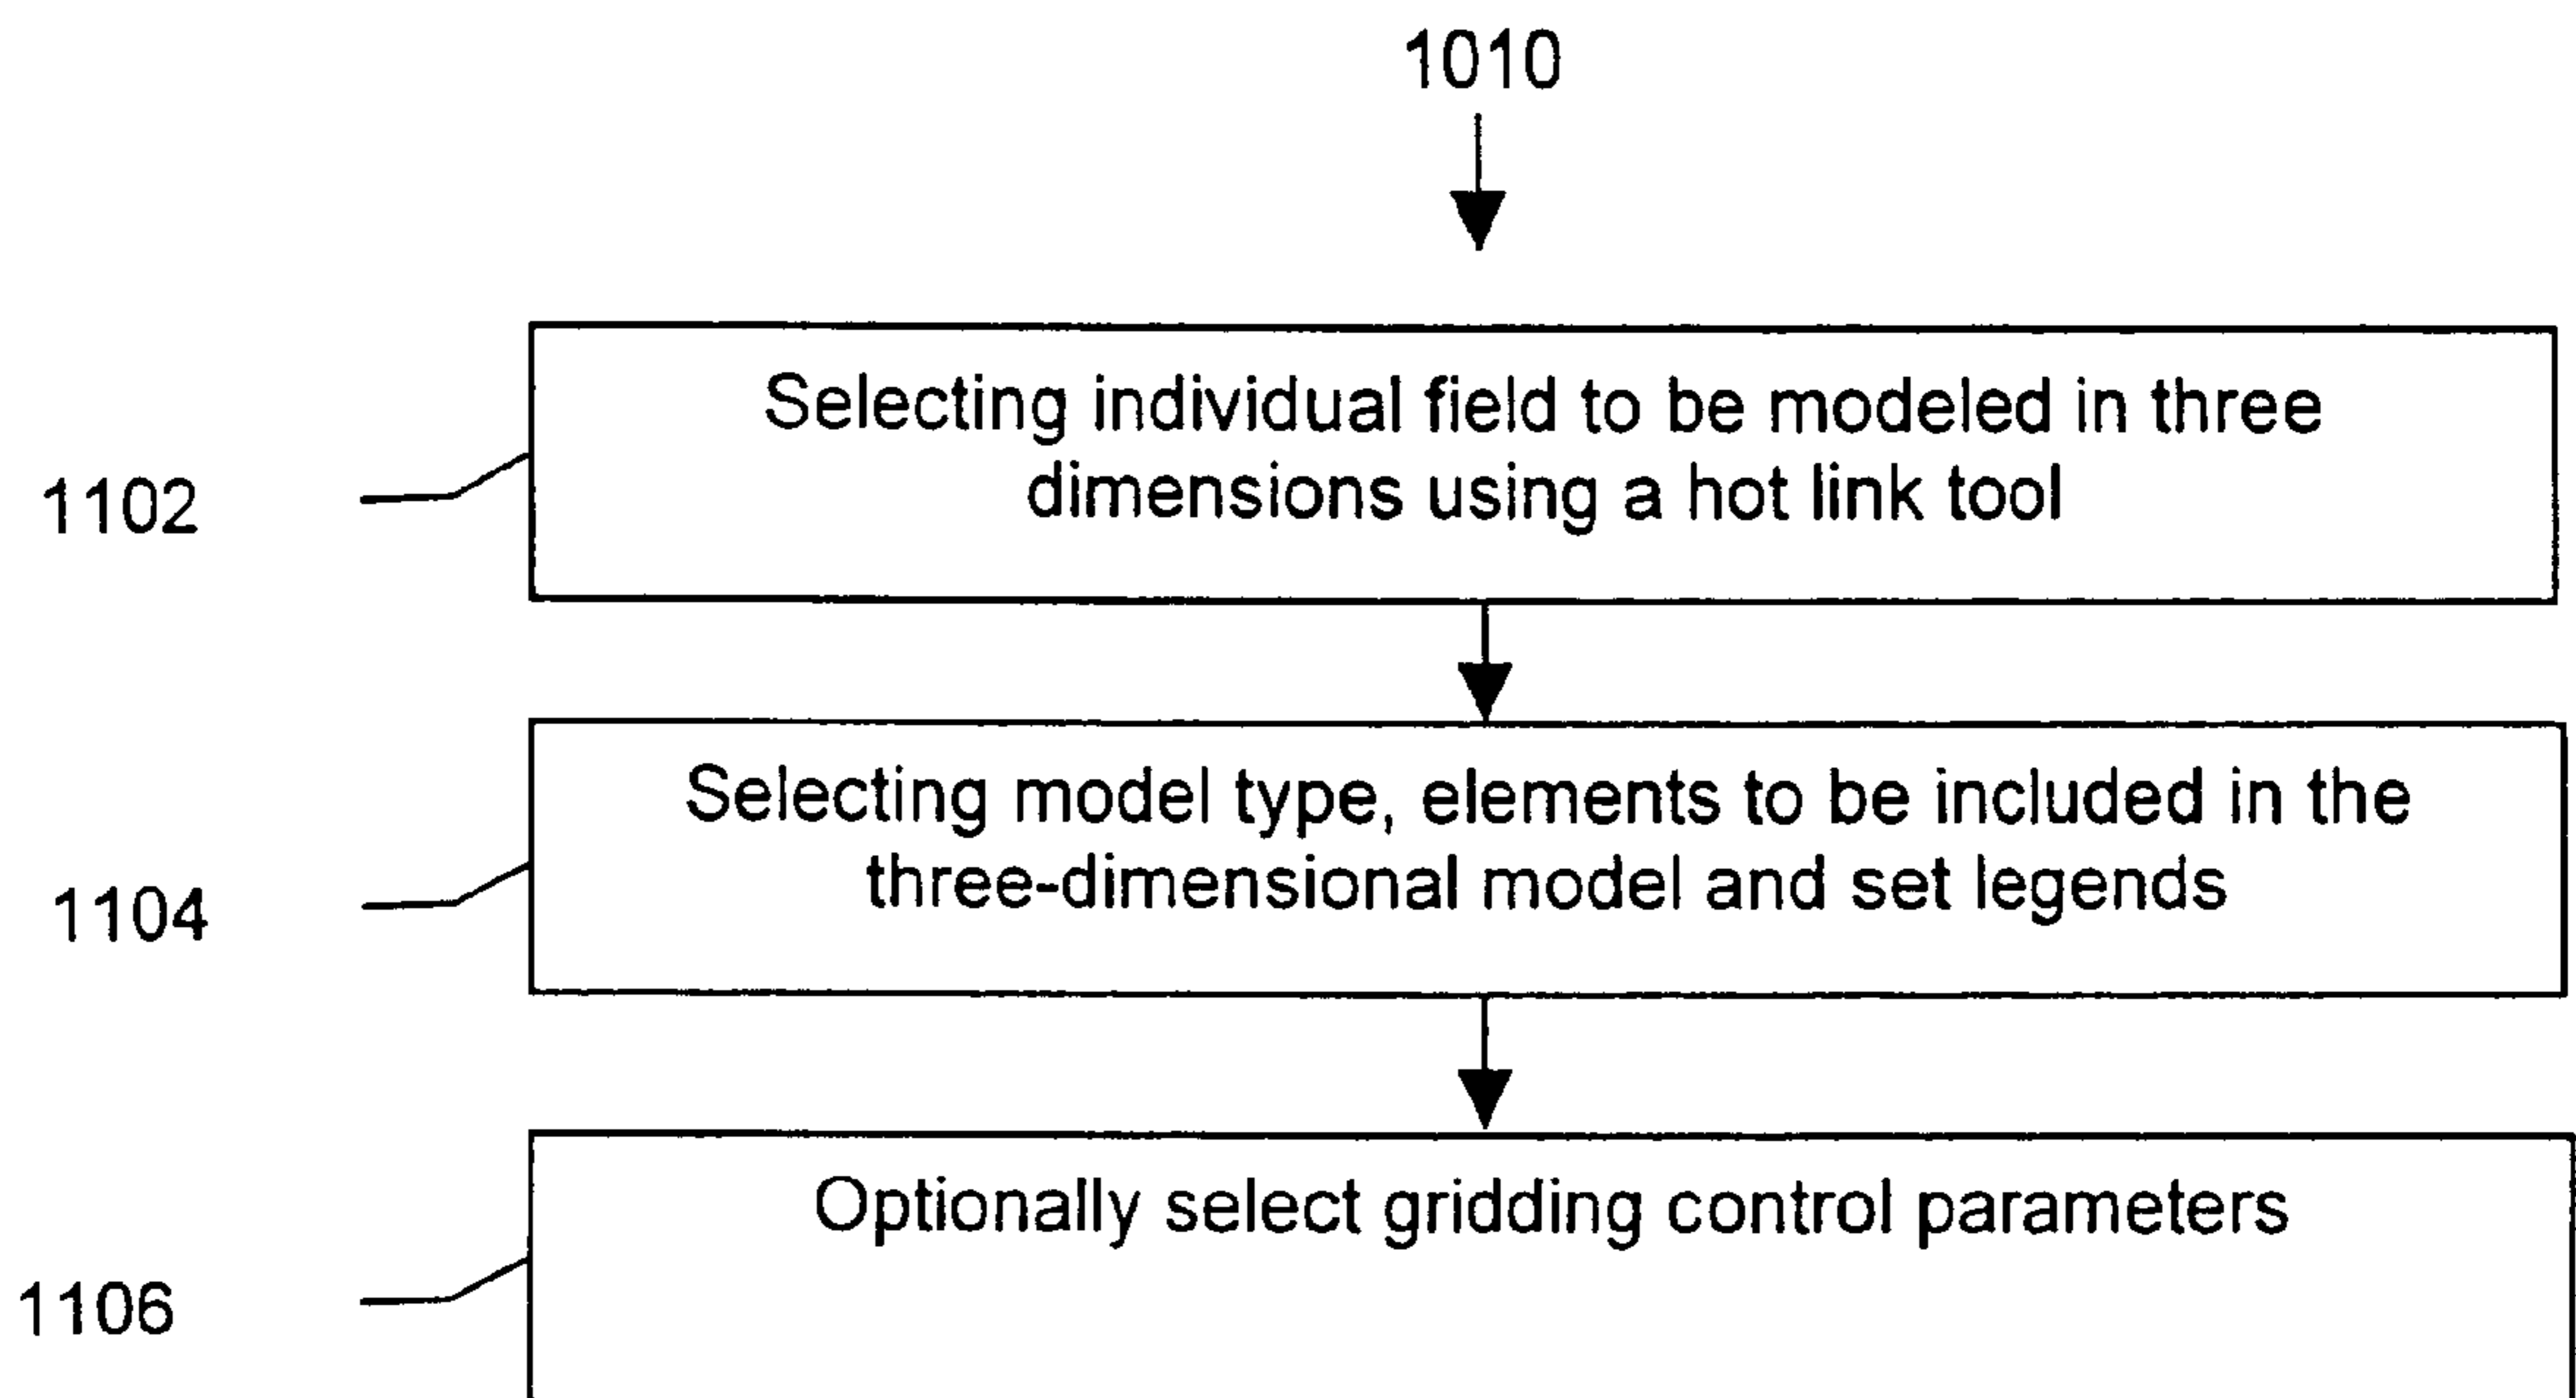 1010
Selecting individual field to be modeled in three
dimensions using a hot link tool
1102
Selecting model type, elements to be included in the
three-dimensional model and set legends
1104
Optionally select gridding control parameters
1106